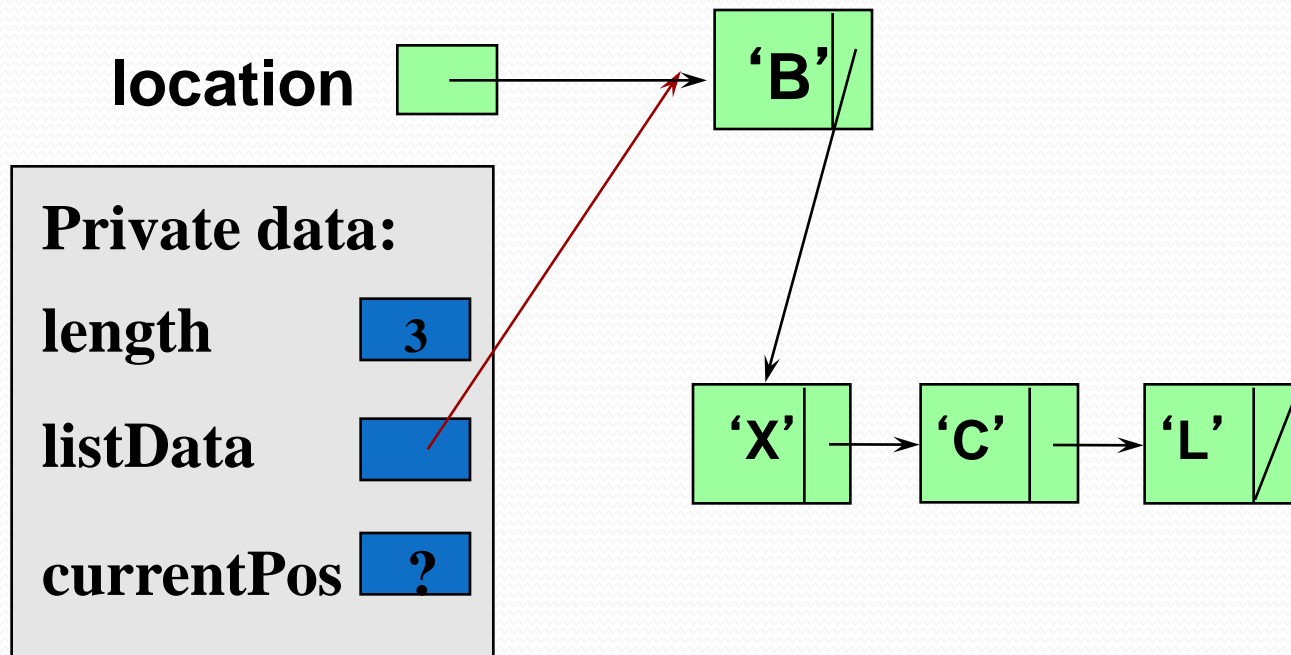 location
‘B’
Private data:
length 3
listData
currentPos ?
‘X’ ‘C’ ‘L’